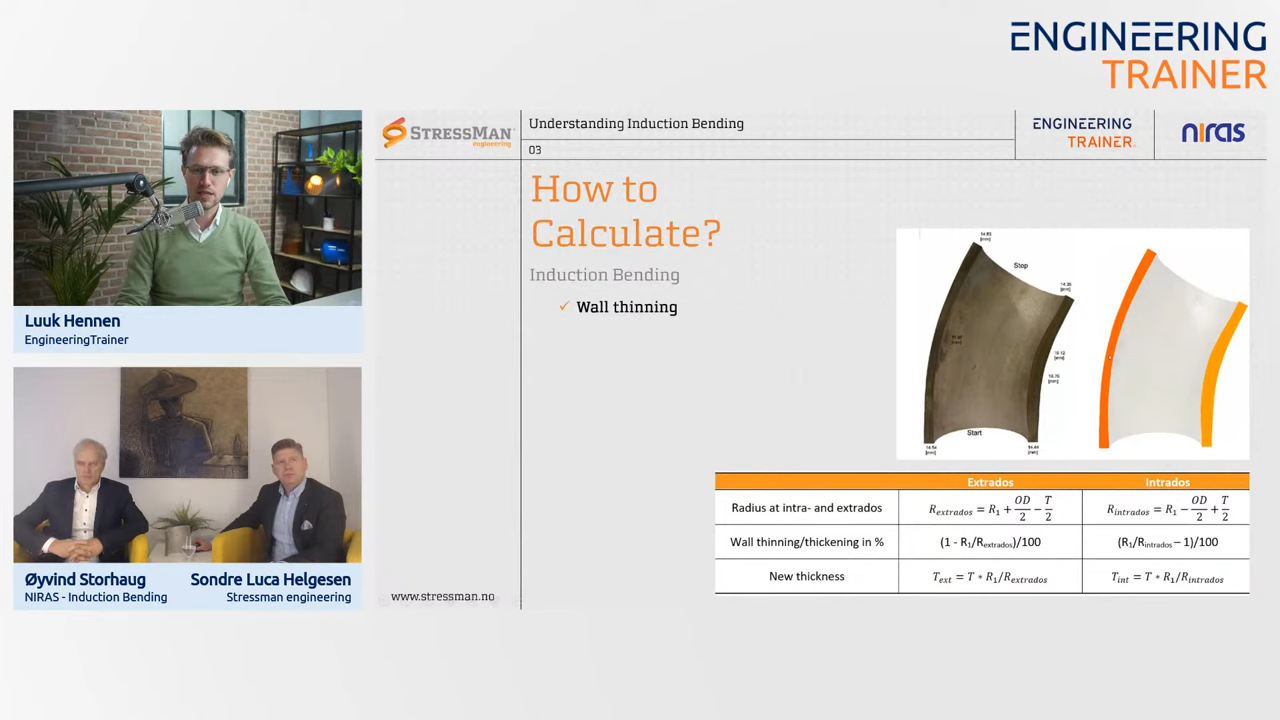 ENGINEERING
TRAINER
STRESSMAN
engineering
Understanding Induction Bending
03
ENGINEERING
TRAINER
niras
How to
Calculate?
Induction Bending
✓ Wall thinning
Stop
Start
Luuk Hennen
EngineeringTrainer
Øyvind Storhaug
NIRAS - Induction Bending
Sondre Luca Helgesen
Stressman engineering
www.stressman.no
Extrados Intrados
Radius at intra- and extrados R_extrados = R_1 + OD/2 − T/2 R_intrados = R_1 − OD/2 + T/2
Wall thinning/thickening in % (1 - R_1/R_extrados)/100 (R_1/R_intrados – 1)/100
New thickness T_ext = T * R_1/R_extrados T_int = T * R_1/R_intrados